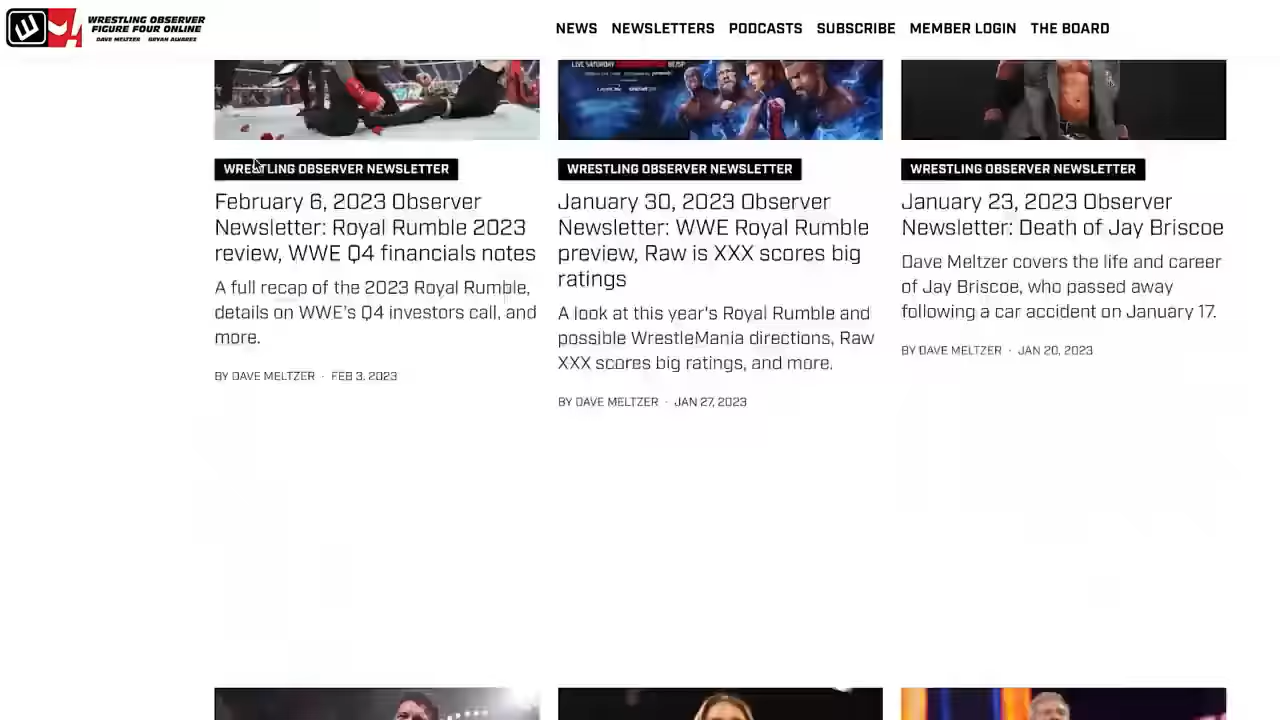 WRESTLING OBSERVER
FIGURE FOUR ONLINE
DAVE MELTZER BRYAN ALVAREZ
NEWS NEWSLETTERS PODCASTS SUBSCRIBE MEMBER LOGIN THE BOARD
WRESTLING OBSERVER NEWSLETTER
February 6, 2023 Observer
Newsletter: Royal Rumble 2023
review, WWE Q4 financials notes
A full recap of the 2023 Royal Rumble,
details on WWE's Q4 investors call, and
more.
BY DAVE MELTZER · FEB 3, 2023
LIVE SATURDAY
WRESTLING OBSERVER NEWSLETTER
January 30, 2023 Observer
Newsletter: WWE Royal Rumble
preview, Raw is XXX scores big
ratings
A look at this year's Royal Rumble and
possible WrestleMania directions, Raw
XXX scores big ratings, and more.
BY DAVE MELTZER · JAN 27, 2023
WRESTLING OBSERVER NEWSLETTER
January 23, 2023 Observer
Newsletter: Death of Jay Briscoe
Dave Meltzer covers the life and career
of Jay Briscoe, who passed away
following a car accident on January 17.
BY DAVE MELTZER · JAN 20, 2023